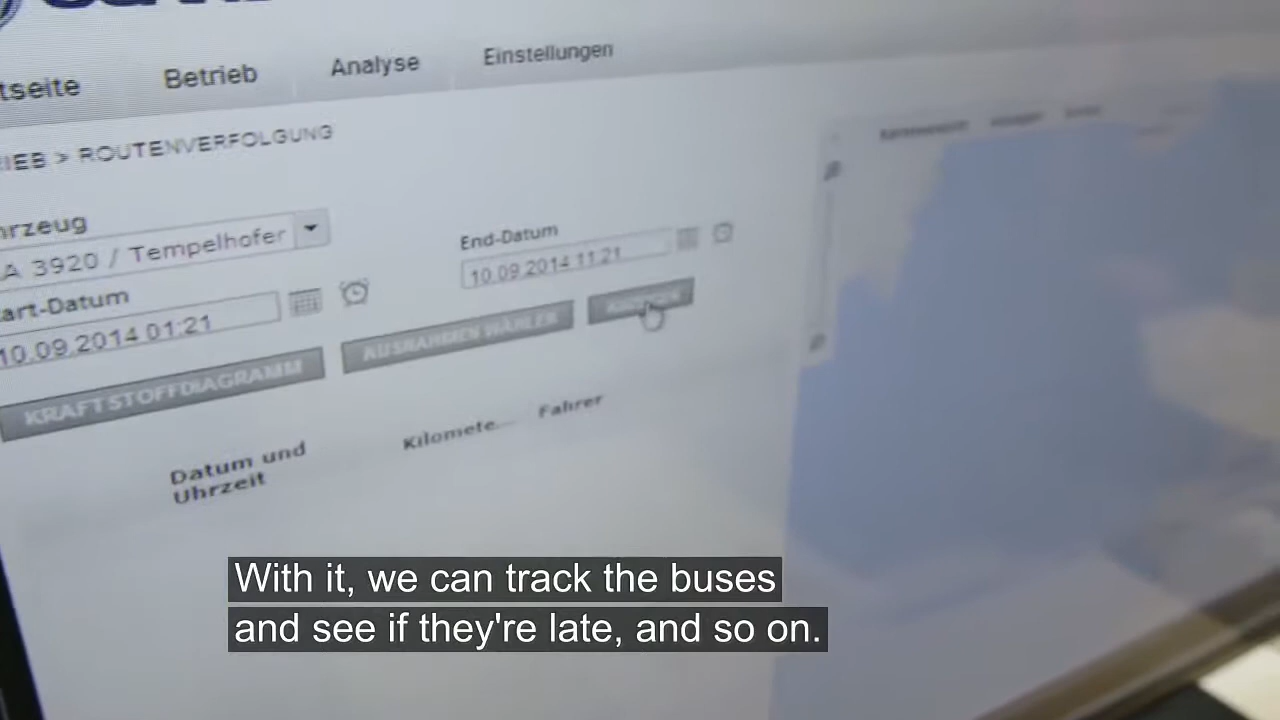 tseite Betrieb Analyse Einstellungen
IEB > ROUTENVERFOLGUNG
hrzeug
A 3920 / Tempelhofer
art-Datum
End-Datum
10.09.2014 01:21
10.09.2014 11:21
KRAFTSTOFFDIAGRAMM
Datum und
Uhrzeit
Kilomete...
Fahrer
With it, we can track the buses
and see if they're late, and so on.